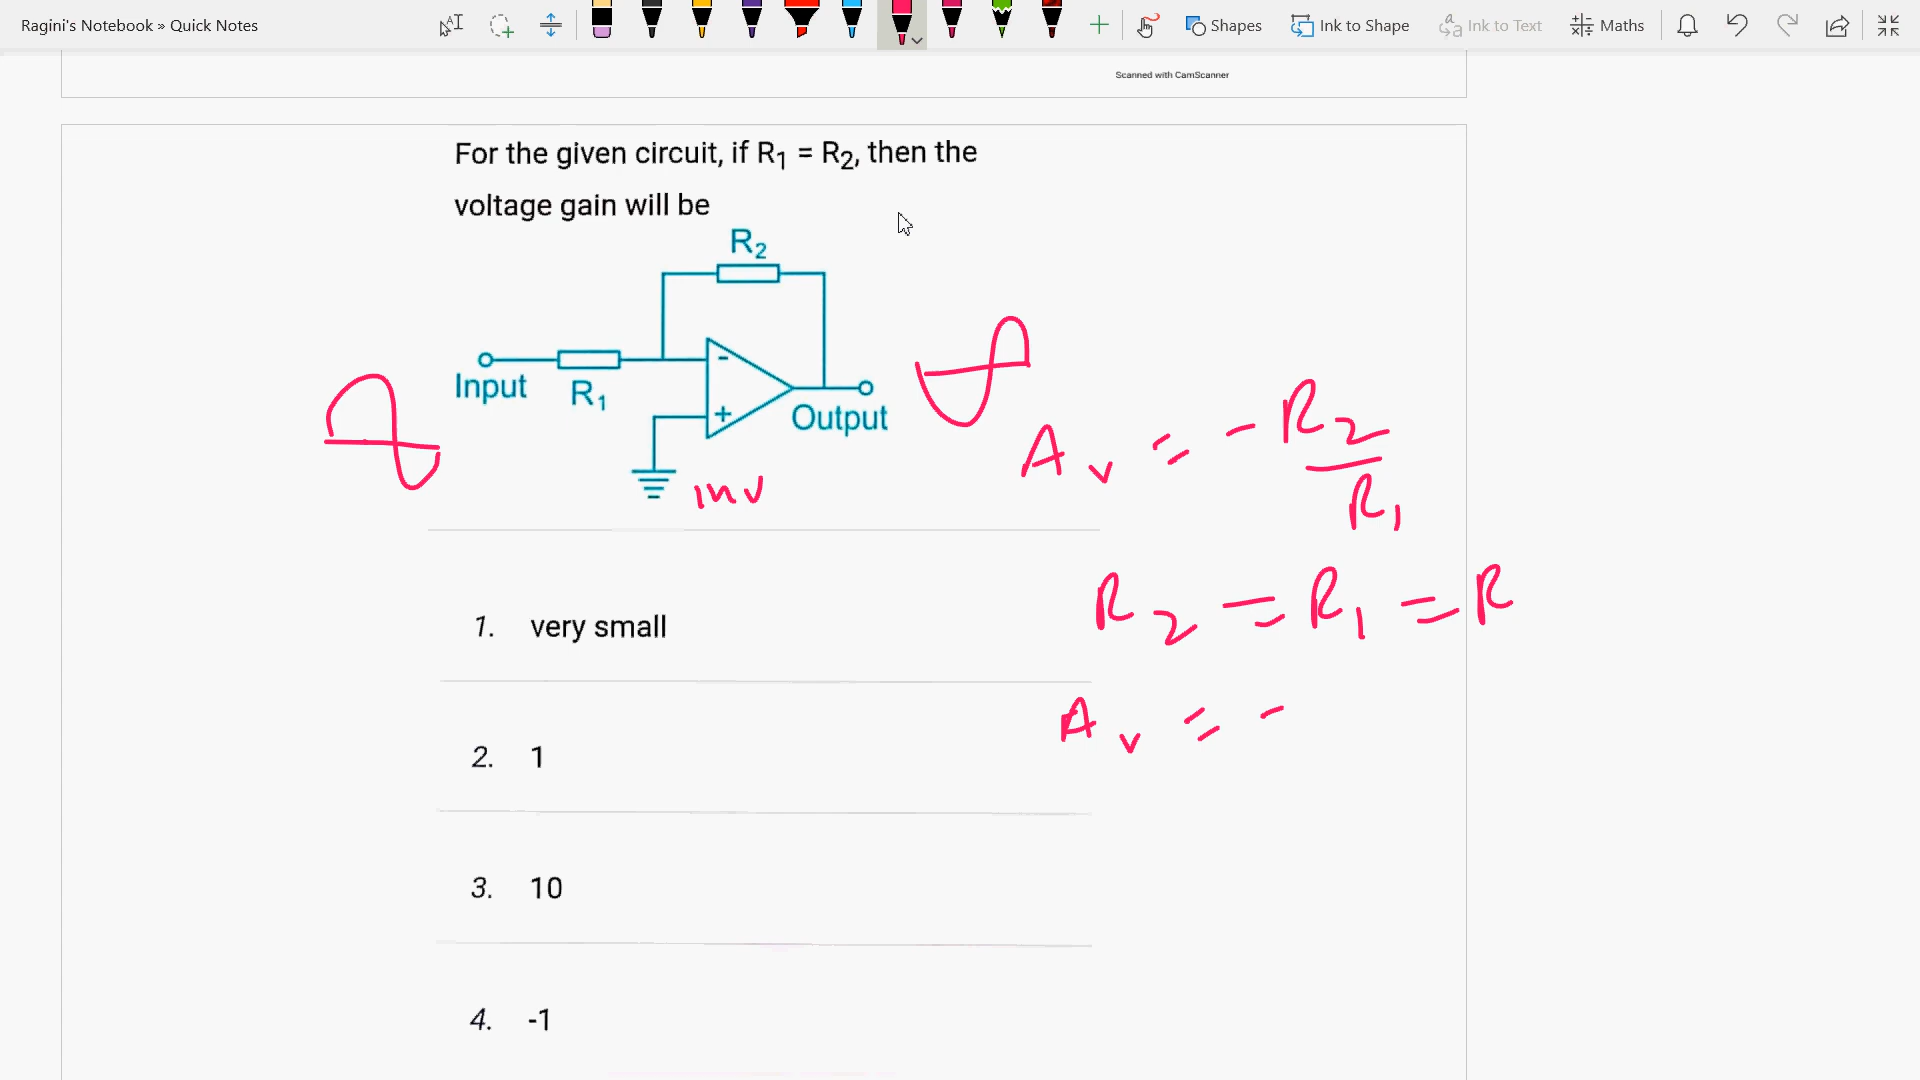 Ragini's Notebook » Quick Notes
Shapes
Ink to Shape
Ink to Text
Maths
Scanned with CamScanner
For the given circuit, if R₁ = R₂, then the
voltage gain will be
R₂
Input
R₁
-
+
Output
inv
Av = - R₂/R₁
R₂ = R₁ = R
Av = -
1. very small
2. 1
3. 10
4. -1